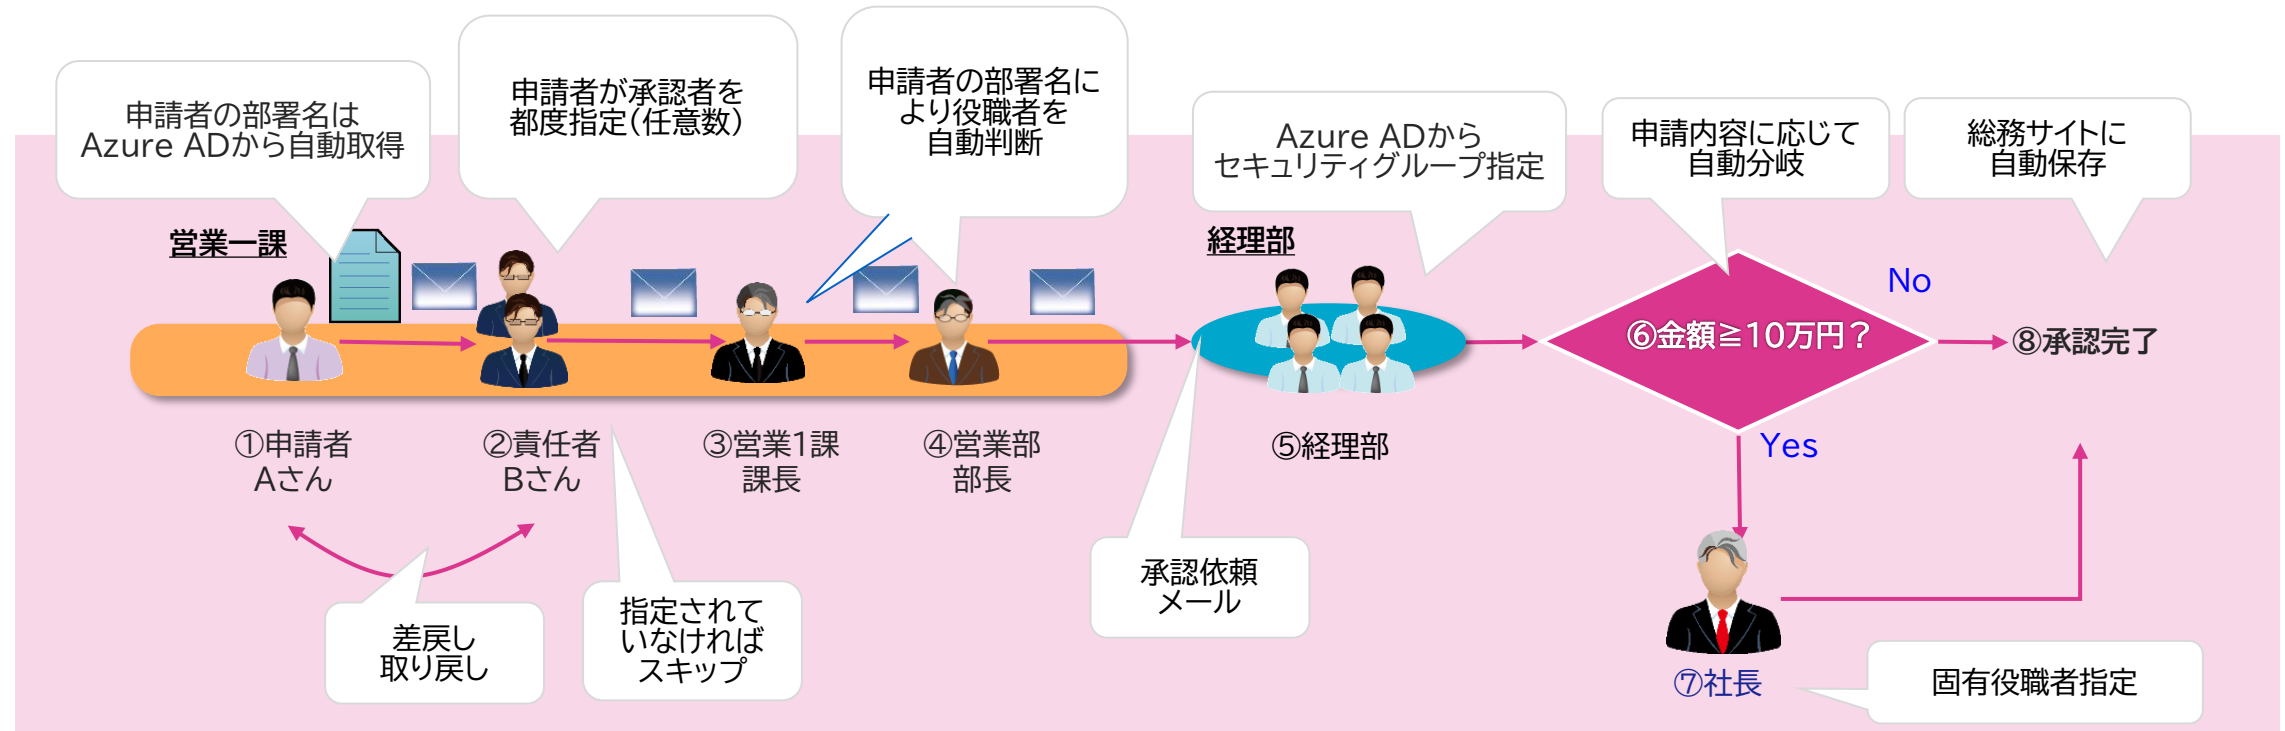 申請者の部署名は
Azure ADから自動取得
申請者が承認者を
都度指定(任意数)
申請者の部署名に
より役職者を
自動判断
Azure ADから
セキュリティグループ指定
申請内容に応じて
自動分岐
総務サイトに
自動保存
営業一課
経理部
No
⑥金額≧10万円？
⑧承認完了
Yes
①申請者
Aさん
②責任者
Bさん
③営業1課
課長
④営業部
部長
⑤経理部
差戻し
取り戻し
指定されて
いなければ
スキップ
承認依頼
メール
⑦社長
固有役職者指定